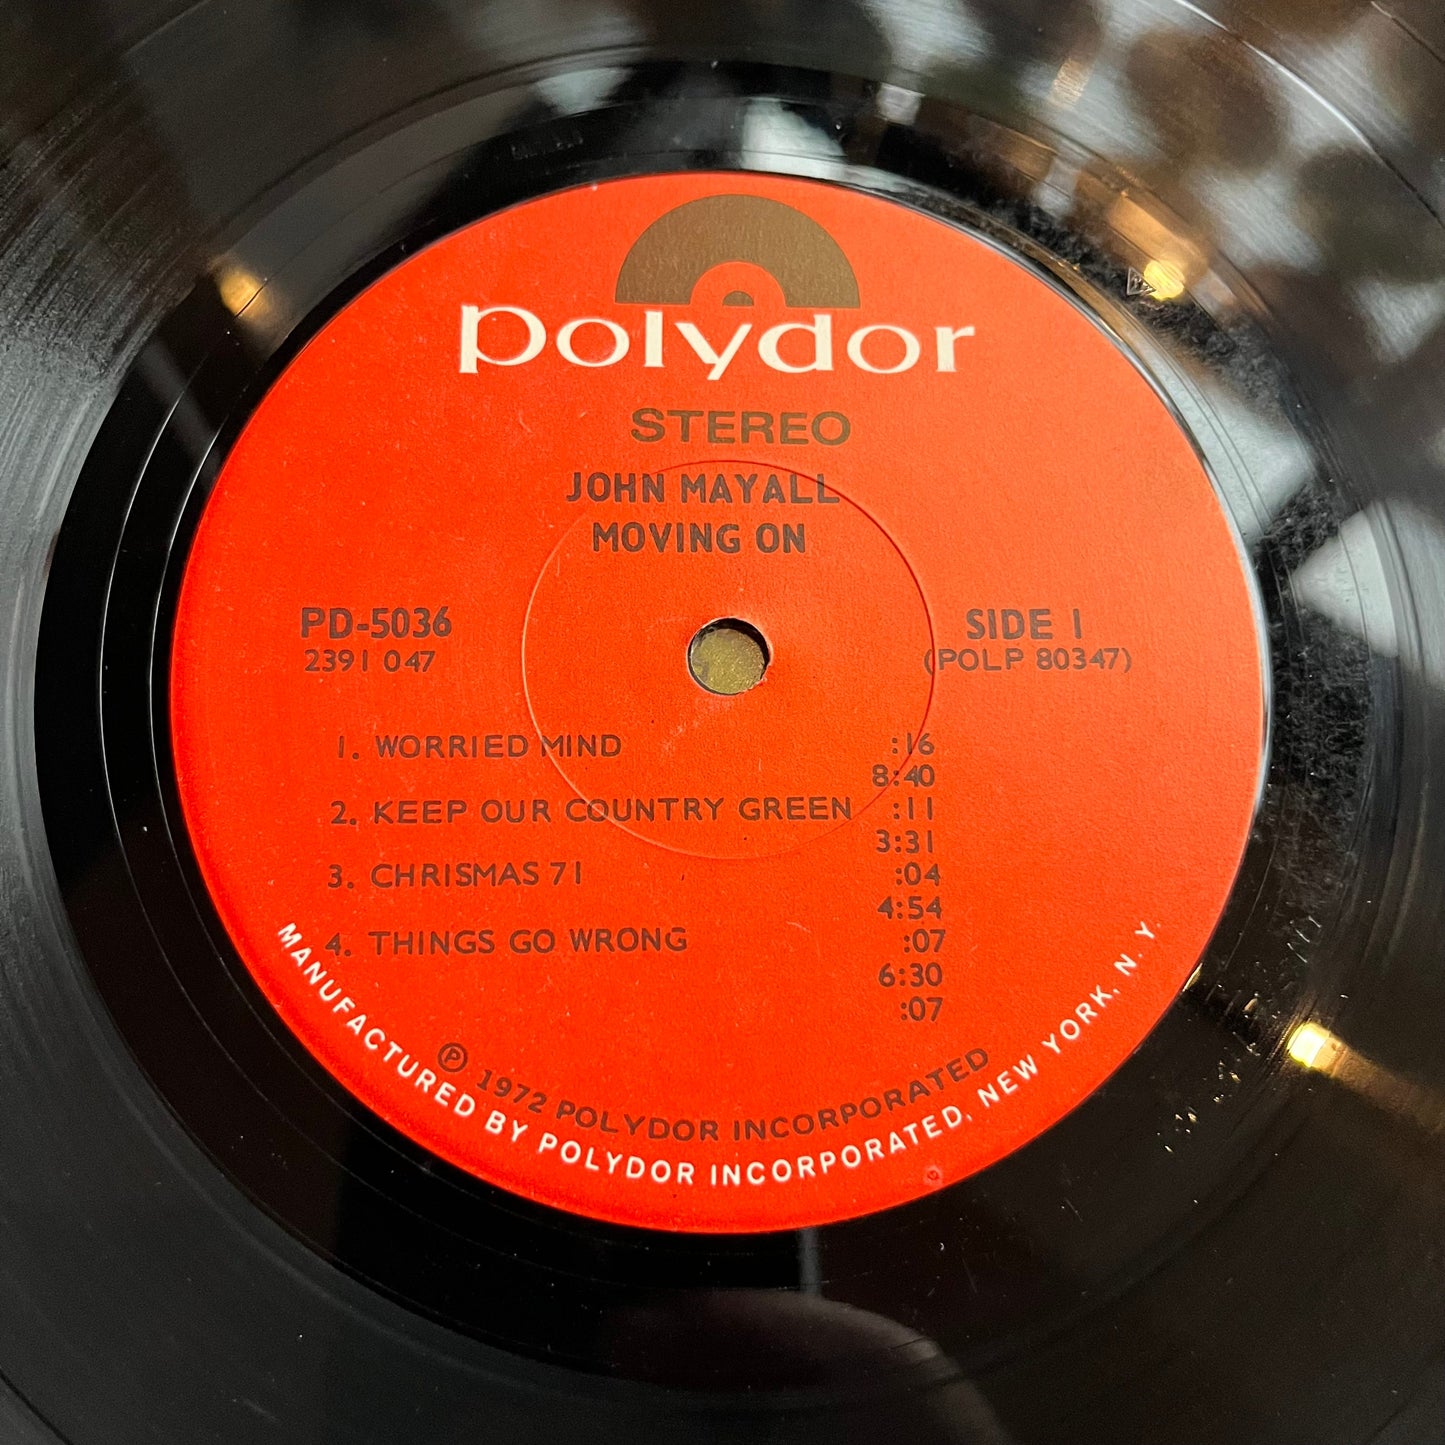 polydor
STEREO
JOHN MAYALL
MOVING ON
PD-5036
2391 047
SIDE 1
(POLP 80347)
1. WORRIED MIND :16
8:40
2. KEEP OUR COUNTRY GREEN :11
3:31
3. CHRISMAS 71 :04
4:54
4. THINGS GO WRONG :07
6:30
:07
Ⓟ 1972 POLYDOR INCORPORATED
MANUFACTURED BY POLYDOR INCORPORATED, NEW YORK, N. Y.